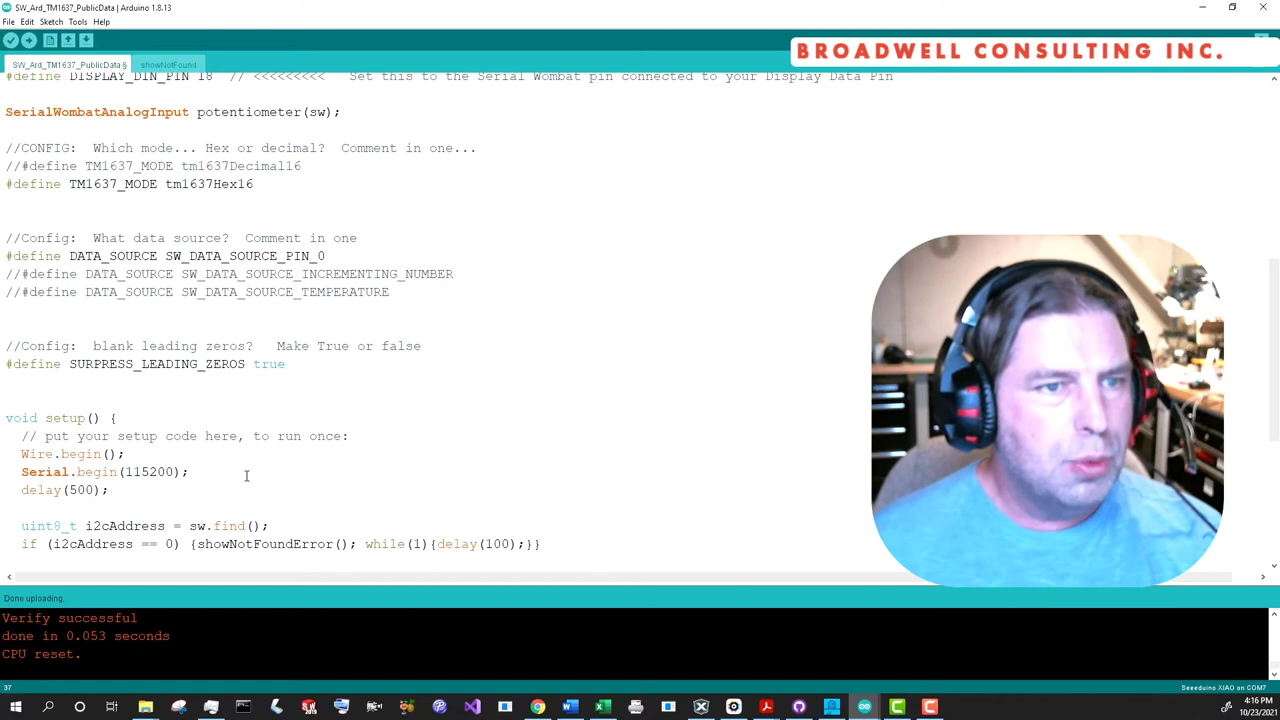 SW_Ard_TM1637_PublicData | Arduino 1.8.13
File Edit Sketch Tools Help
BROADWELL CONSULTING INC.
SW_Ard_TM1637_PublicData § showNotFound
#define DISPLAY_DIN_PIN 18 // <<<<<<<<< Set this to the Serial Wombat pin connected to your Display Data Pin
SerialWombatAnalogInput potentiometer(sw);
//CONFIG: Which mode... Hex or decimal? Comment in one...
//#define TM1637_MODE tm1637Decimal16
#define TM1637_MODE tm1637Hex16
//Config: What data source? Comment in one
#define DATA_SOURCE SW_DATA_SOURCE_PIN_0
//#define DATA_SOURCE SW_DATA_SOURCE_INCREMENTING_NUMBER
//#define DATA_SOURCE SW_DATA_SOURCE_TEMPERATURE
//Config: blank leading zeros? Make True or false
#define SURPRESS_LEADING_ZEROS true
void setup() {
// put your setup code here, to run once:
Wire.begin();
Serial.begin(115200);
delay(500);
uint8_t i2cAddress = sw.find();
if (i2cAddress == 0) {showNotFoundError(); while(1){delay(100);}}
Done uploading.
Verify successful
done in 0.053 seconds
CPU reset.
37 Seeeduino XIAO on COM7
4:16 PM
10/23/2021